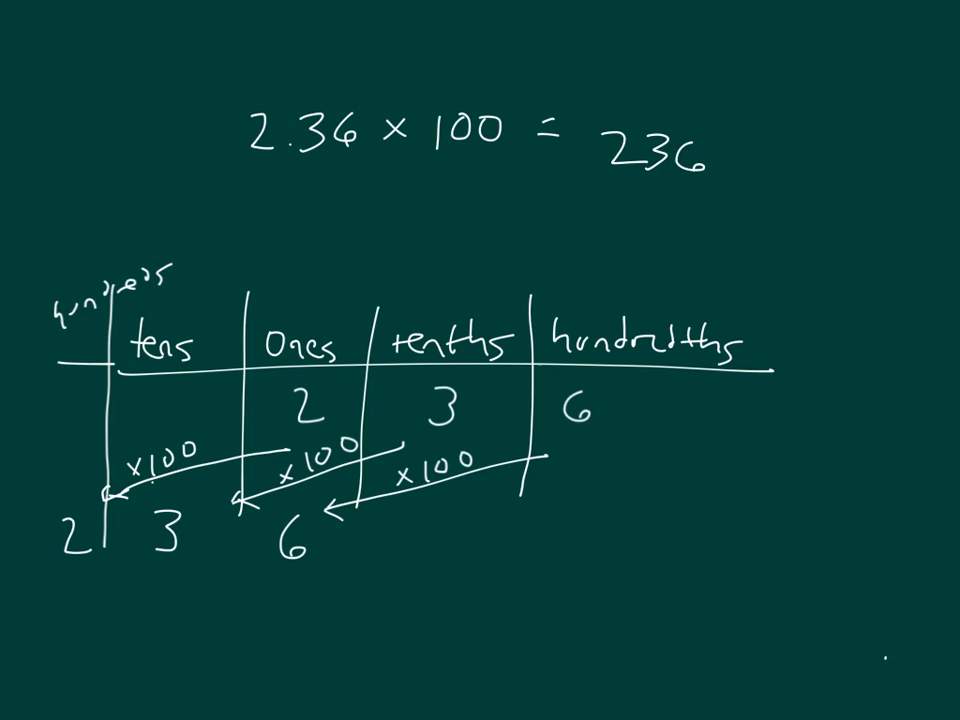 2.36 × 100 = 236
hundreds
tens ones tenths hundredths
2 3 6
×100 ×100 ×100
2 3 6